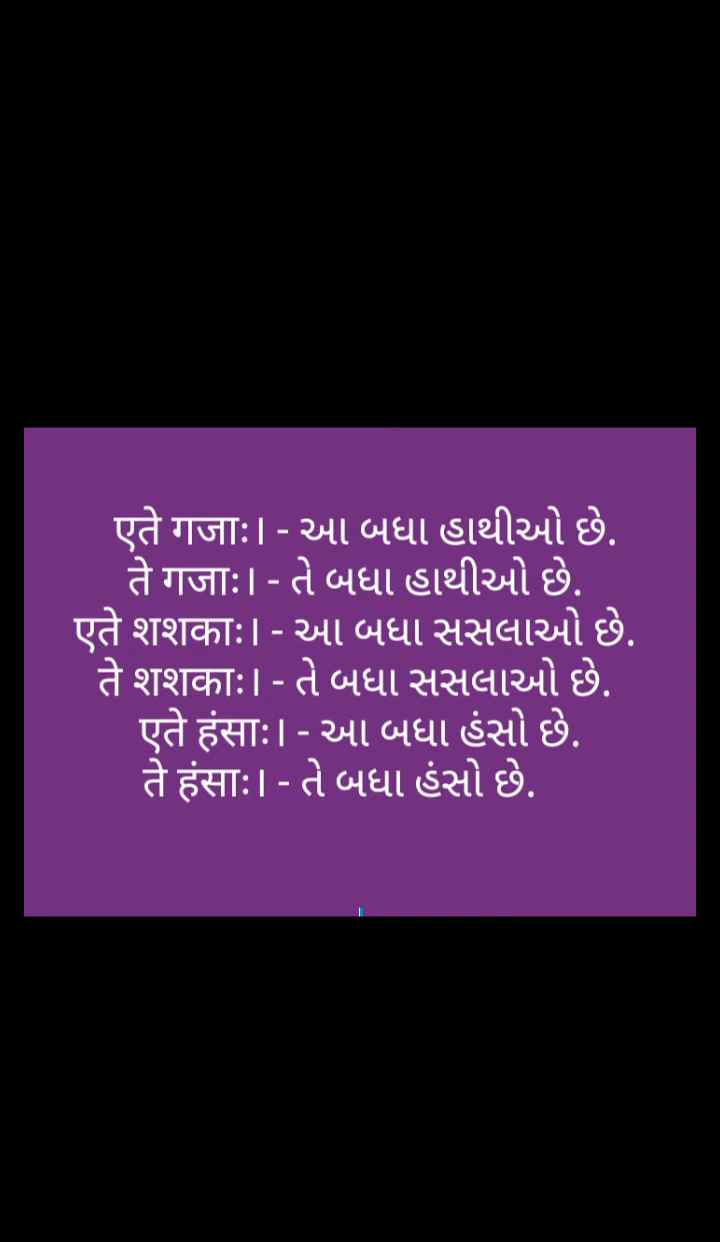 एते गजाः। - આ બધા હાથીઓ છે.
ते गजाः। - તે બધા હાથીઓ છે.
एते शशकाः। - આ બધા સસલાઓ છે.
ते शशकाः। - તે બધા સસલાઓ છે.
एते हंसाः। - આ બધા હંસો છે.
ते हंसाः। - તે બધા હંસો છે.